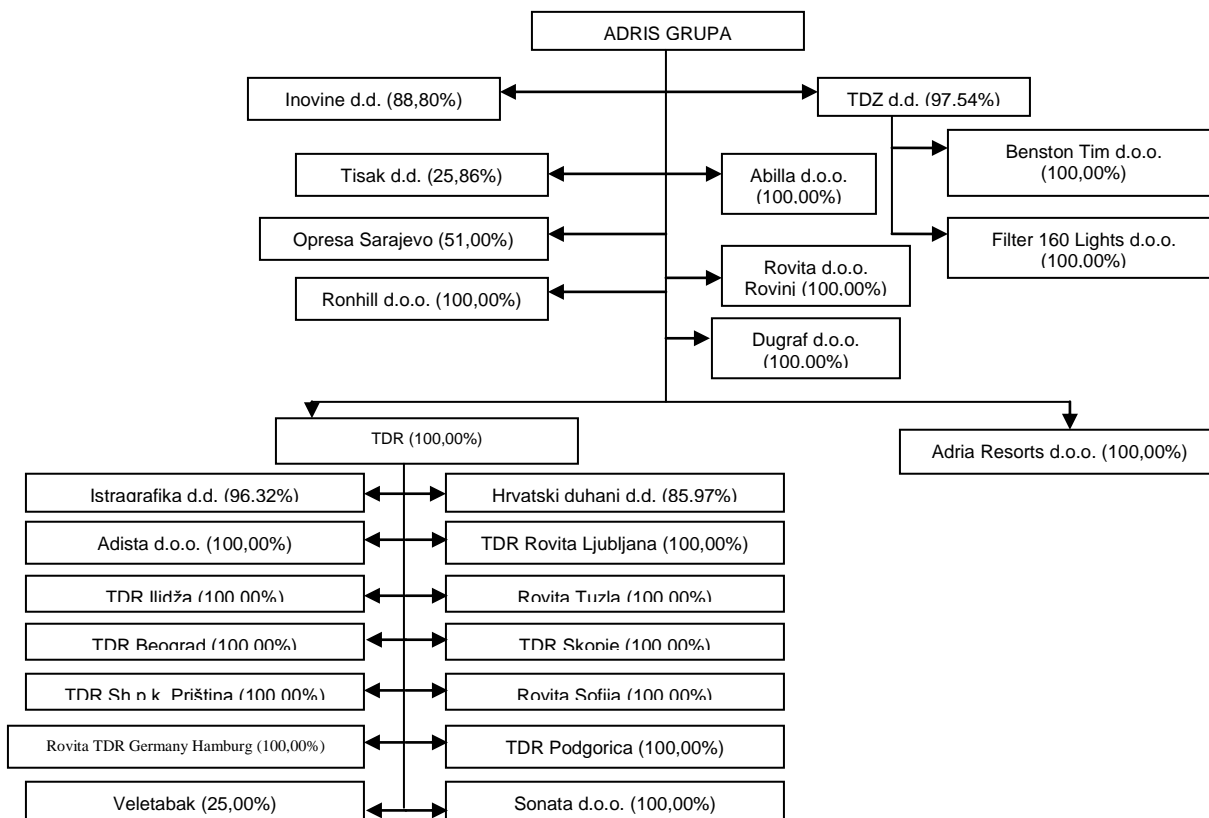 ADRIS GRUPA
Inovine d.d. (88,80%)
TDZ d.d. (97.54%)
Benston Tim d.o.o.
(100,00%)
Tisak d.d. (25,86%)
Abilla d.o.o.
(100,00%)
Opresa Sarajevo (51,00%)
Filter 160 Lights d.o.o.
(100,00%)
Rovita d.o.o.
Rovinj (100,00%)
Ronhill d.o.o. (100,00%)
Dugraf d.o.o.
(100,00%)
TDR (100,00%)
Adria Resorts d.o.o. (100,00%)
Istragrafika d.d. (96.32%)
Hrvatski duhani d.d. (85.97%)
Adista d.o.o. (100,00%)
TDR Rovita Ljubljana (100,00%)
TDR Ilidža (100,00%)
Rovita Tuzla (100,00%)
TDR Beograd (100,00%)
TDR Skopje (100,00%)
TDR Sh.p.k. Priština (100,00%)
Rovita Sofija (100,00%)
Rovita TDR Germany Hamburg (100,00%)
TDR Podgorica (100,00%)
Veletabak (25,00%)
Sonata d.o.o. (100,00%)